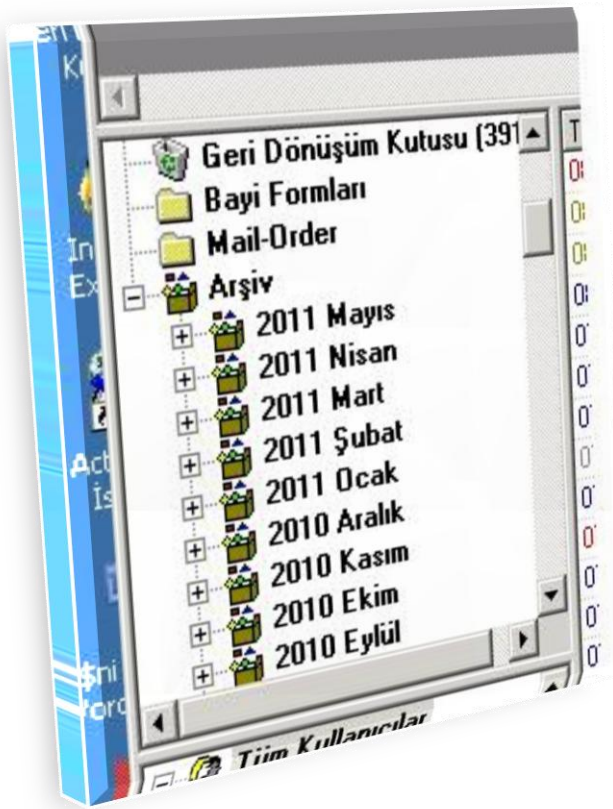 Geri Dönüşüm Kutusu (391
Bayi Formları
Mail-Order
Arşiv
2011 Mayıs
2011 Nisan
2011 Mart
2011 Şubat
2011 Ocak
2010 Aralık
2010 Kasım
2010 Ekim
2010 Eylül
Tüm Kullanıcılar